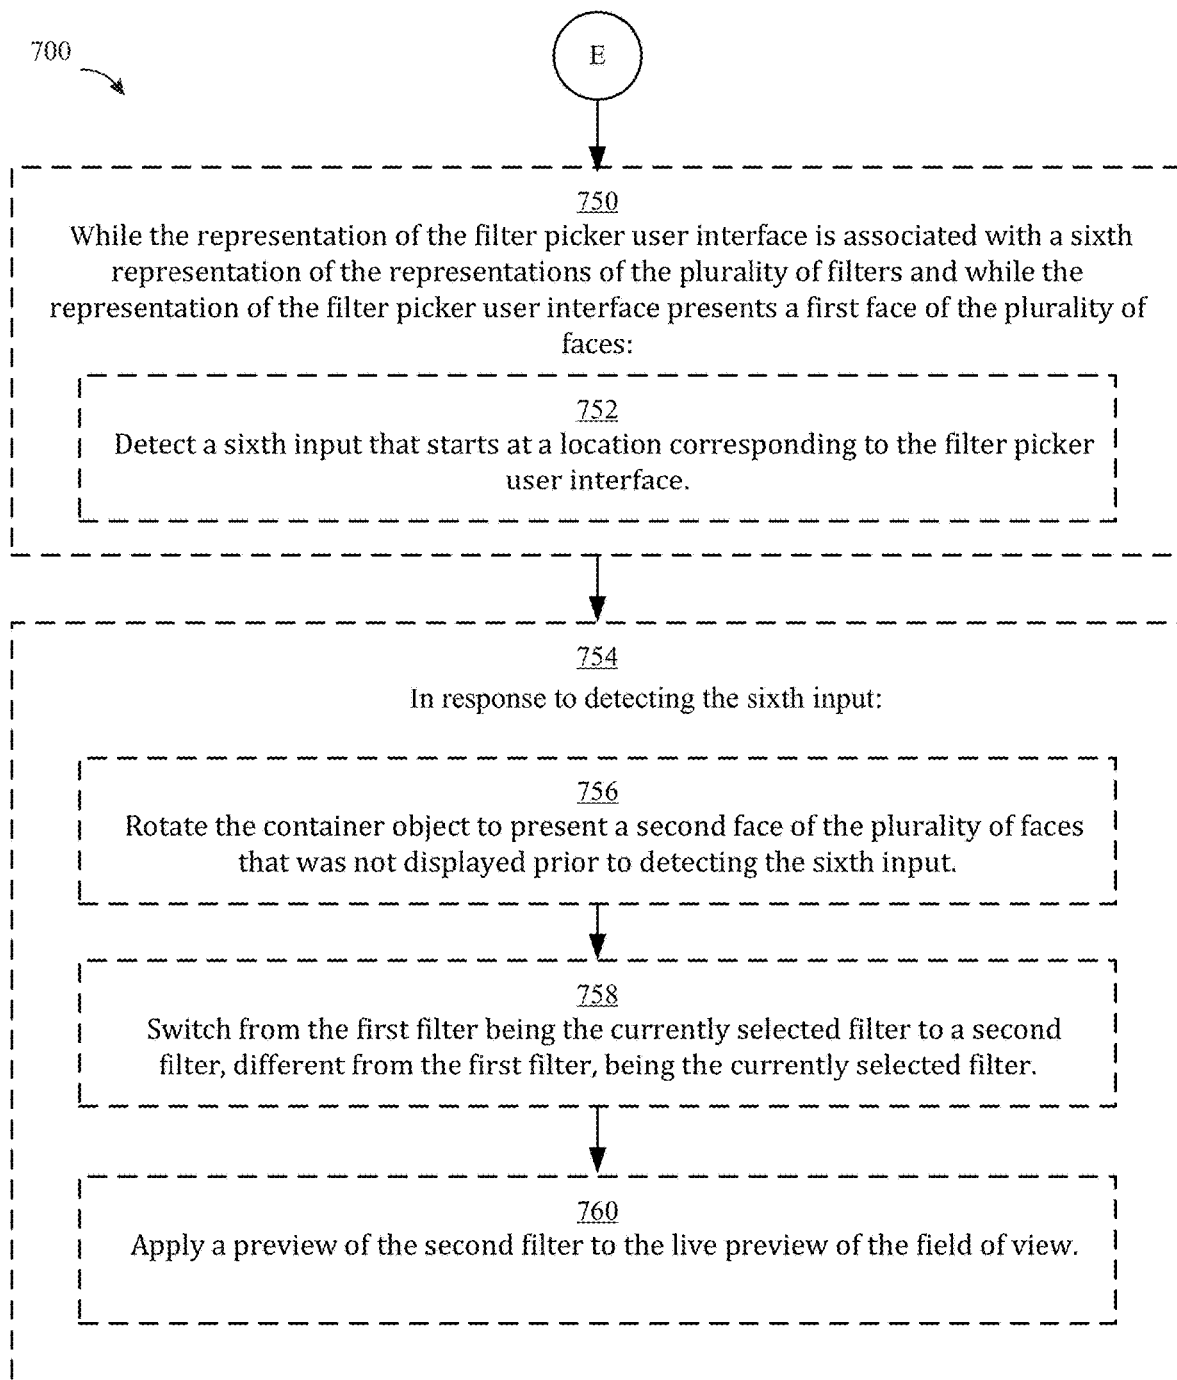 700
E
750
While the representation of the filter picker user interface is associated with a sixth
representation of the representations of the plurality of filters and while the
representation of the filter picker user interface presents a first face of the plurality of
faces:
752
Detect a sixth input that starts at a location corresponding to the filter picker
user interface.
754
In response to detecting the sixth input:
756
Rotate the container object to present a second face of the plurality of faces
that was not displayed prior to detecting the sixth input.
758
Switch from the first filter being the currently selected filter to a second
filter, different from the first filter, being the currently selected filter.
760
Apply a preview of the second filter to the live preview of the field of view.